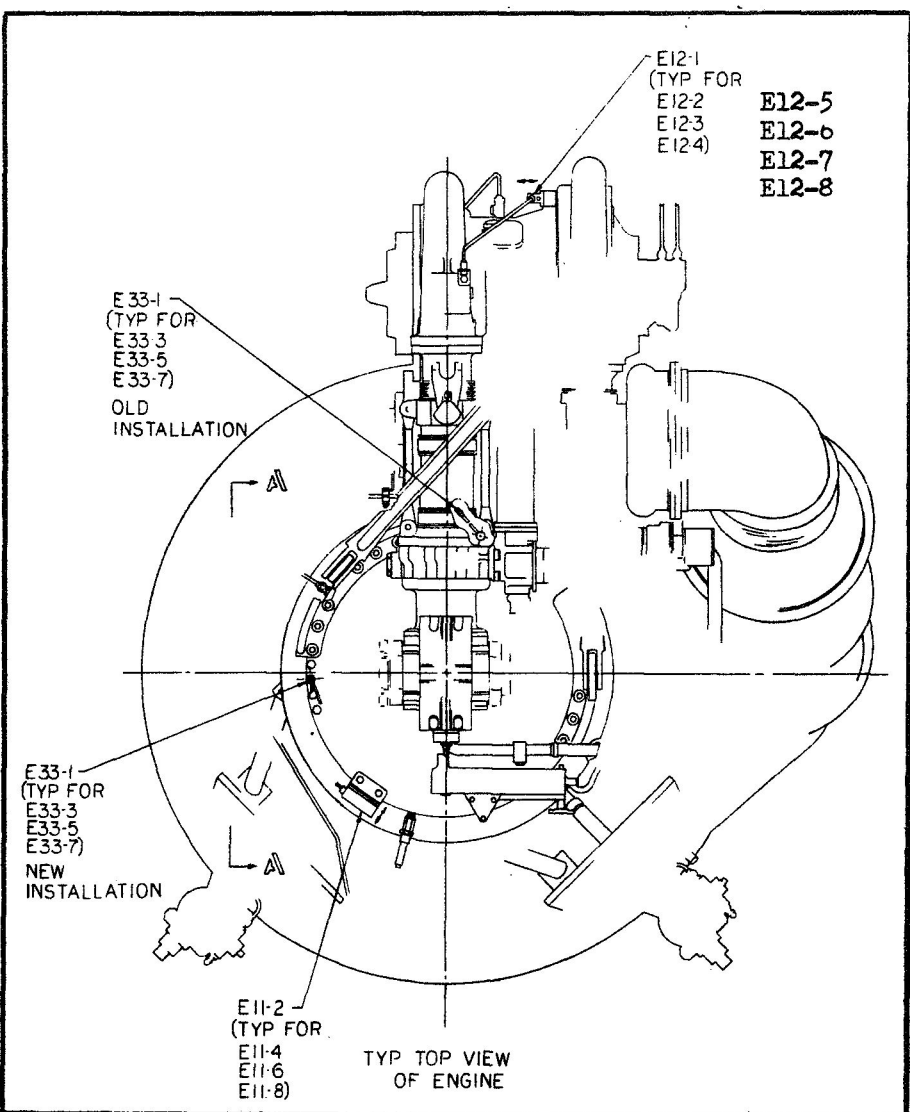 E12-1
(TYP FOR
E12-2
E12-3
E12-4)
E12-5
E12-6
E12-7
E12-8
E33-1
(TYP FOR
E33-3
E33-5
E33-7)
OLD
INSTALLATION
A
E33-1
(TYP FOR
E33-3
E33-5
E33-7)
NEW
INSTALLATION
A
E11-2
(TYP FOR
E11-4
E11-6
E11-8)
TYP TOP VIEW
OF ENGINE